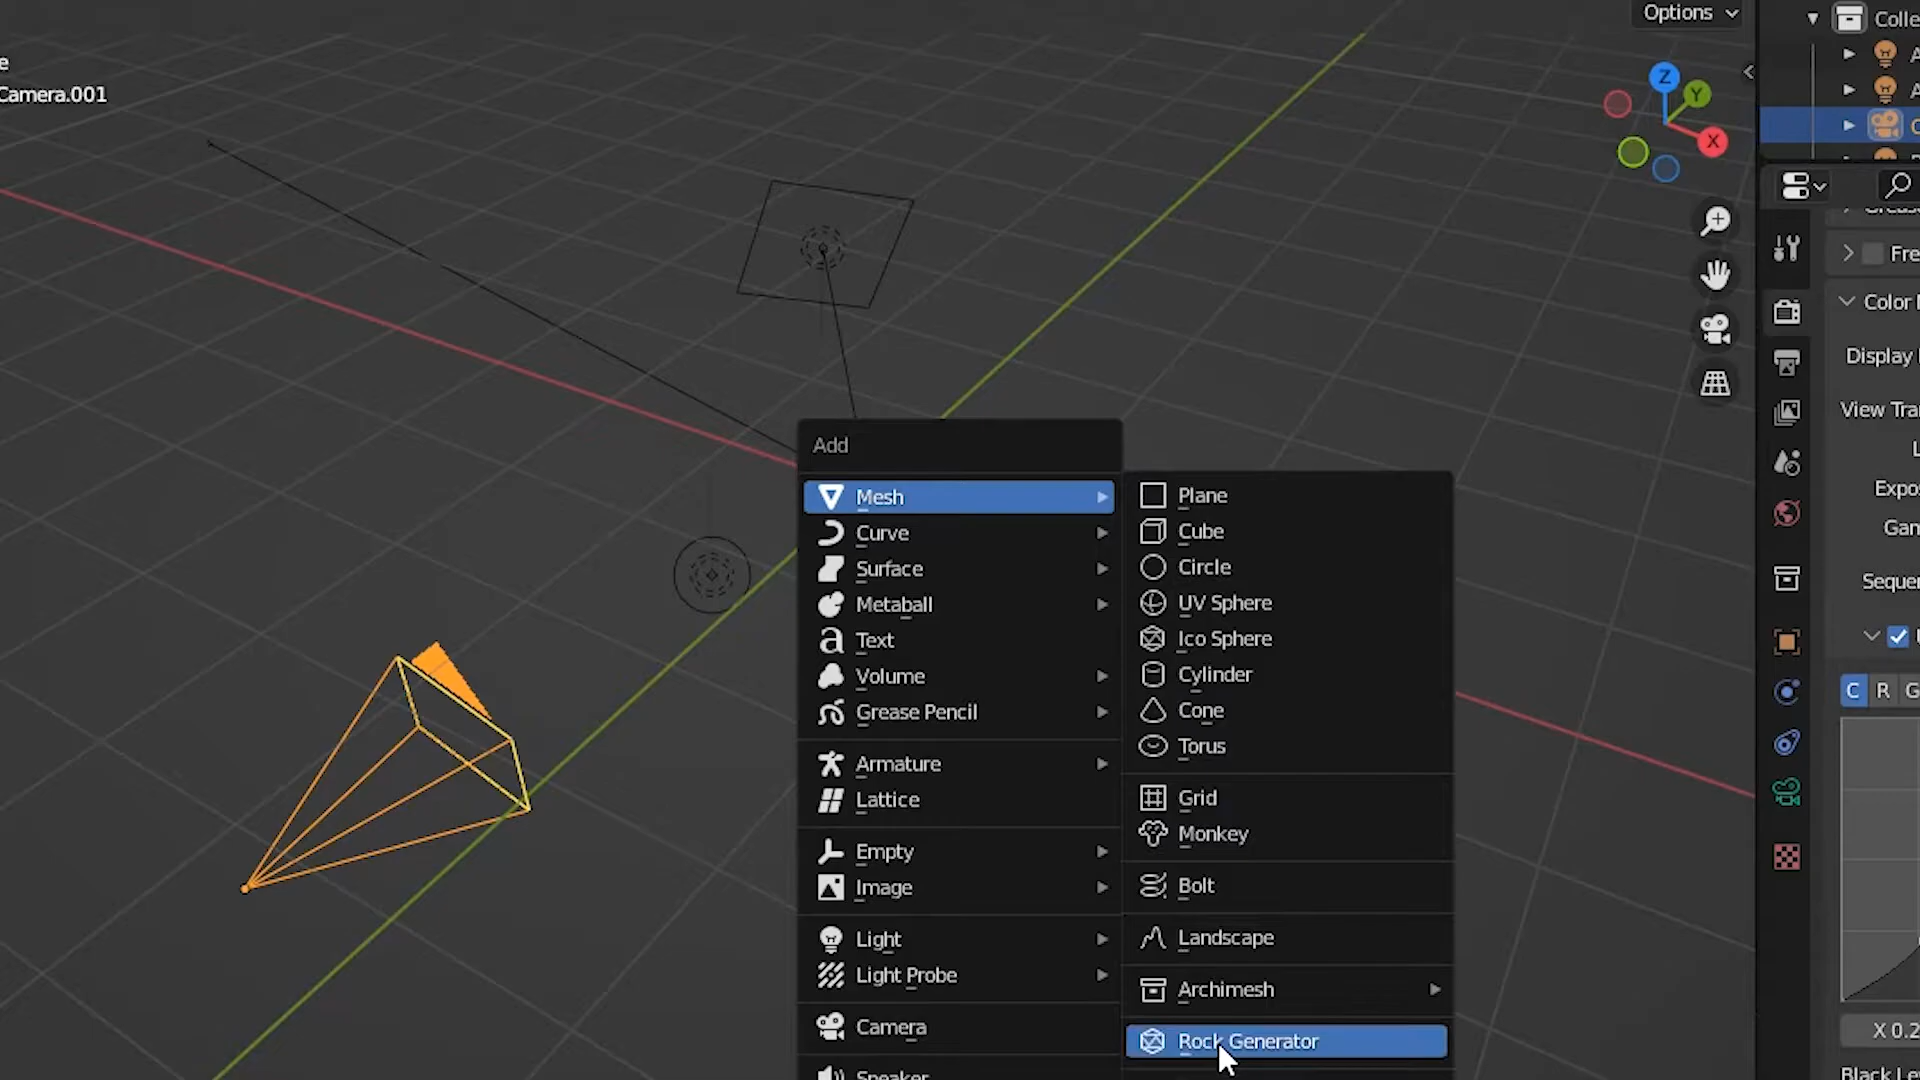 Options
Colle
e
Camera.001
Z
Y
X
Fre
Color
Display
View Tra
Expo
Gam
Seque
C R G
X 0.2
Black Le
Add
Mesh
Curve
Surface
Metaball
Text
Volume
Grease Pencil
Armature
Lattice
Empty
Image
Light
Light Probe
Camera
Speaker
Plane
Cube
Circle
UV Sphere
Ico Sphere
Cylinder
Cone
Torus
Grid
Monkey
Bolt
Landscape
Archimesh
Rock Generator